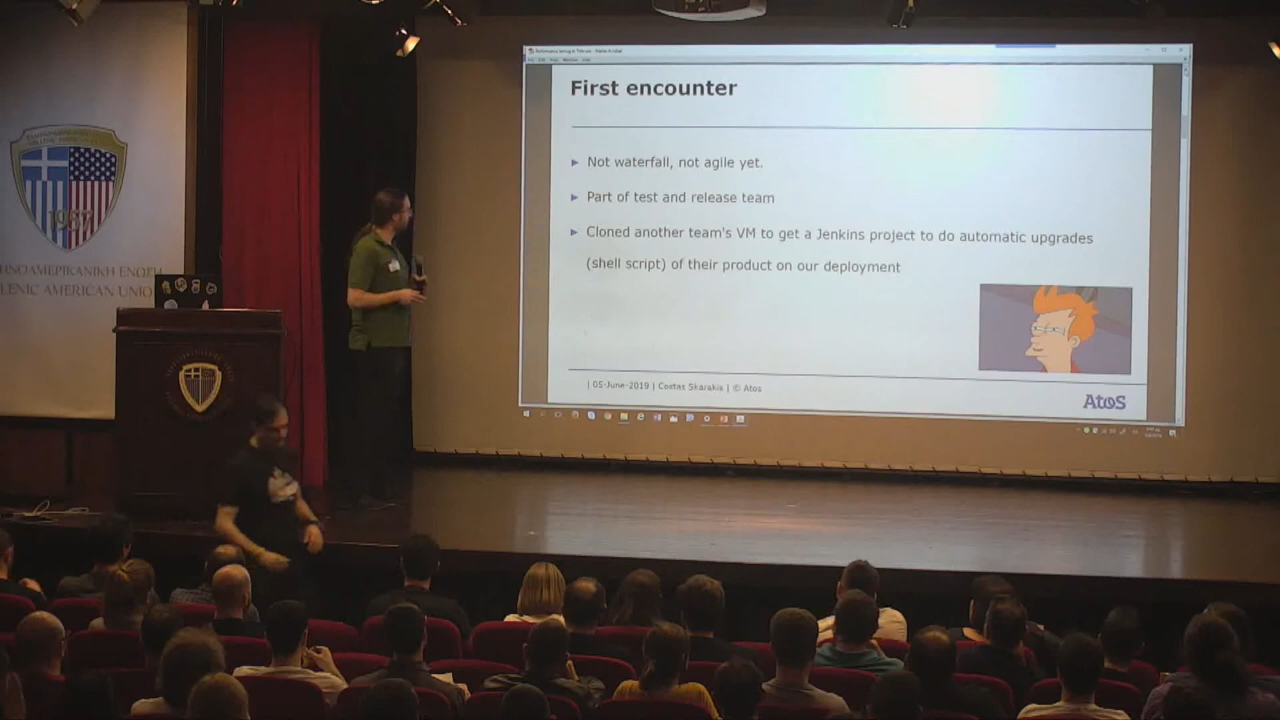 First encounter
Not waterfall, not agile yet.
Part of test and release team
Cloned another team's VM to get a Jenkins project to do automatic upgrades
(shell script) of their product on our deployment
| 05-June-2019 | Costas Skarakis | © Atos
Atos
1957
ΗΝΟΑΜΕΡΙΚΑΝΙΚΗ ΕΝΩΣΗ
LENIC AMERICAN UNIO